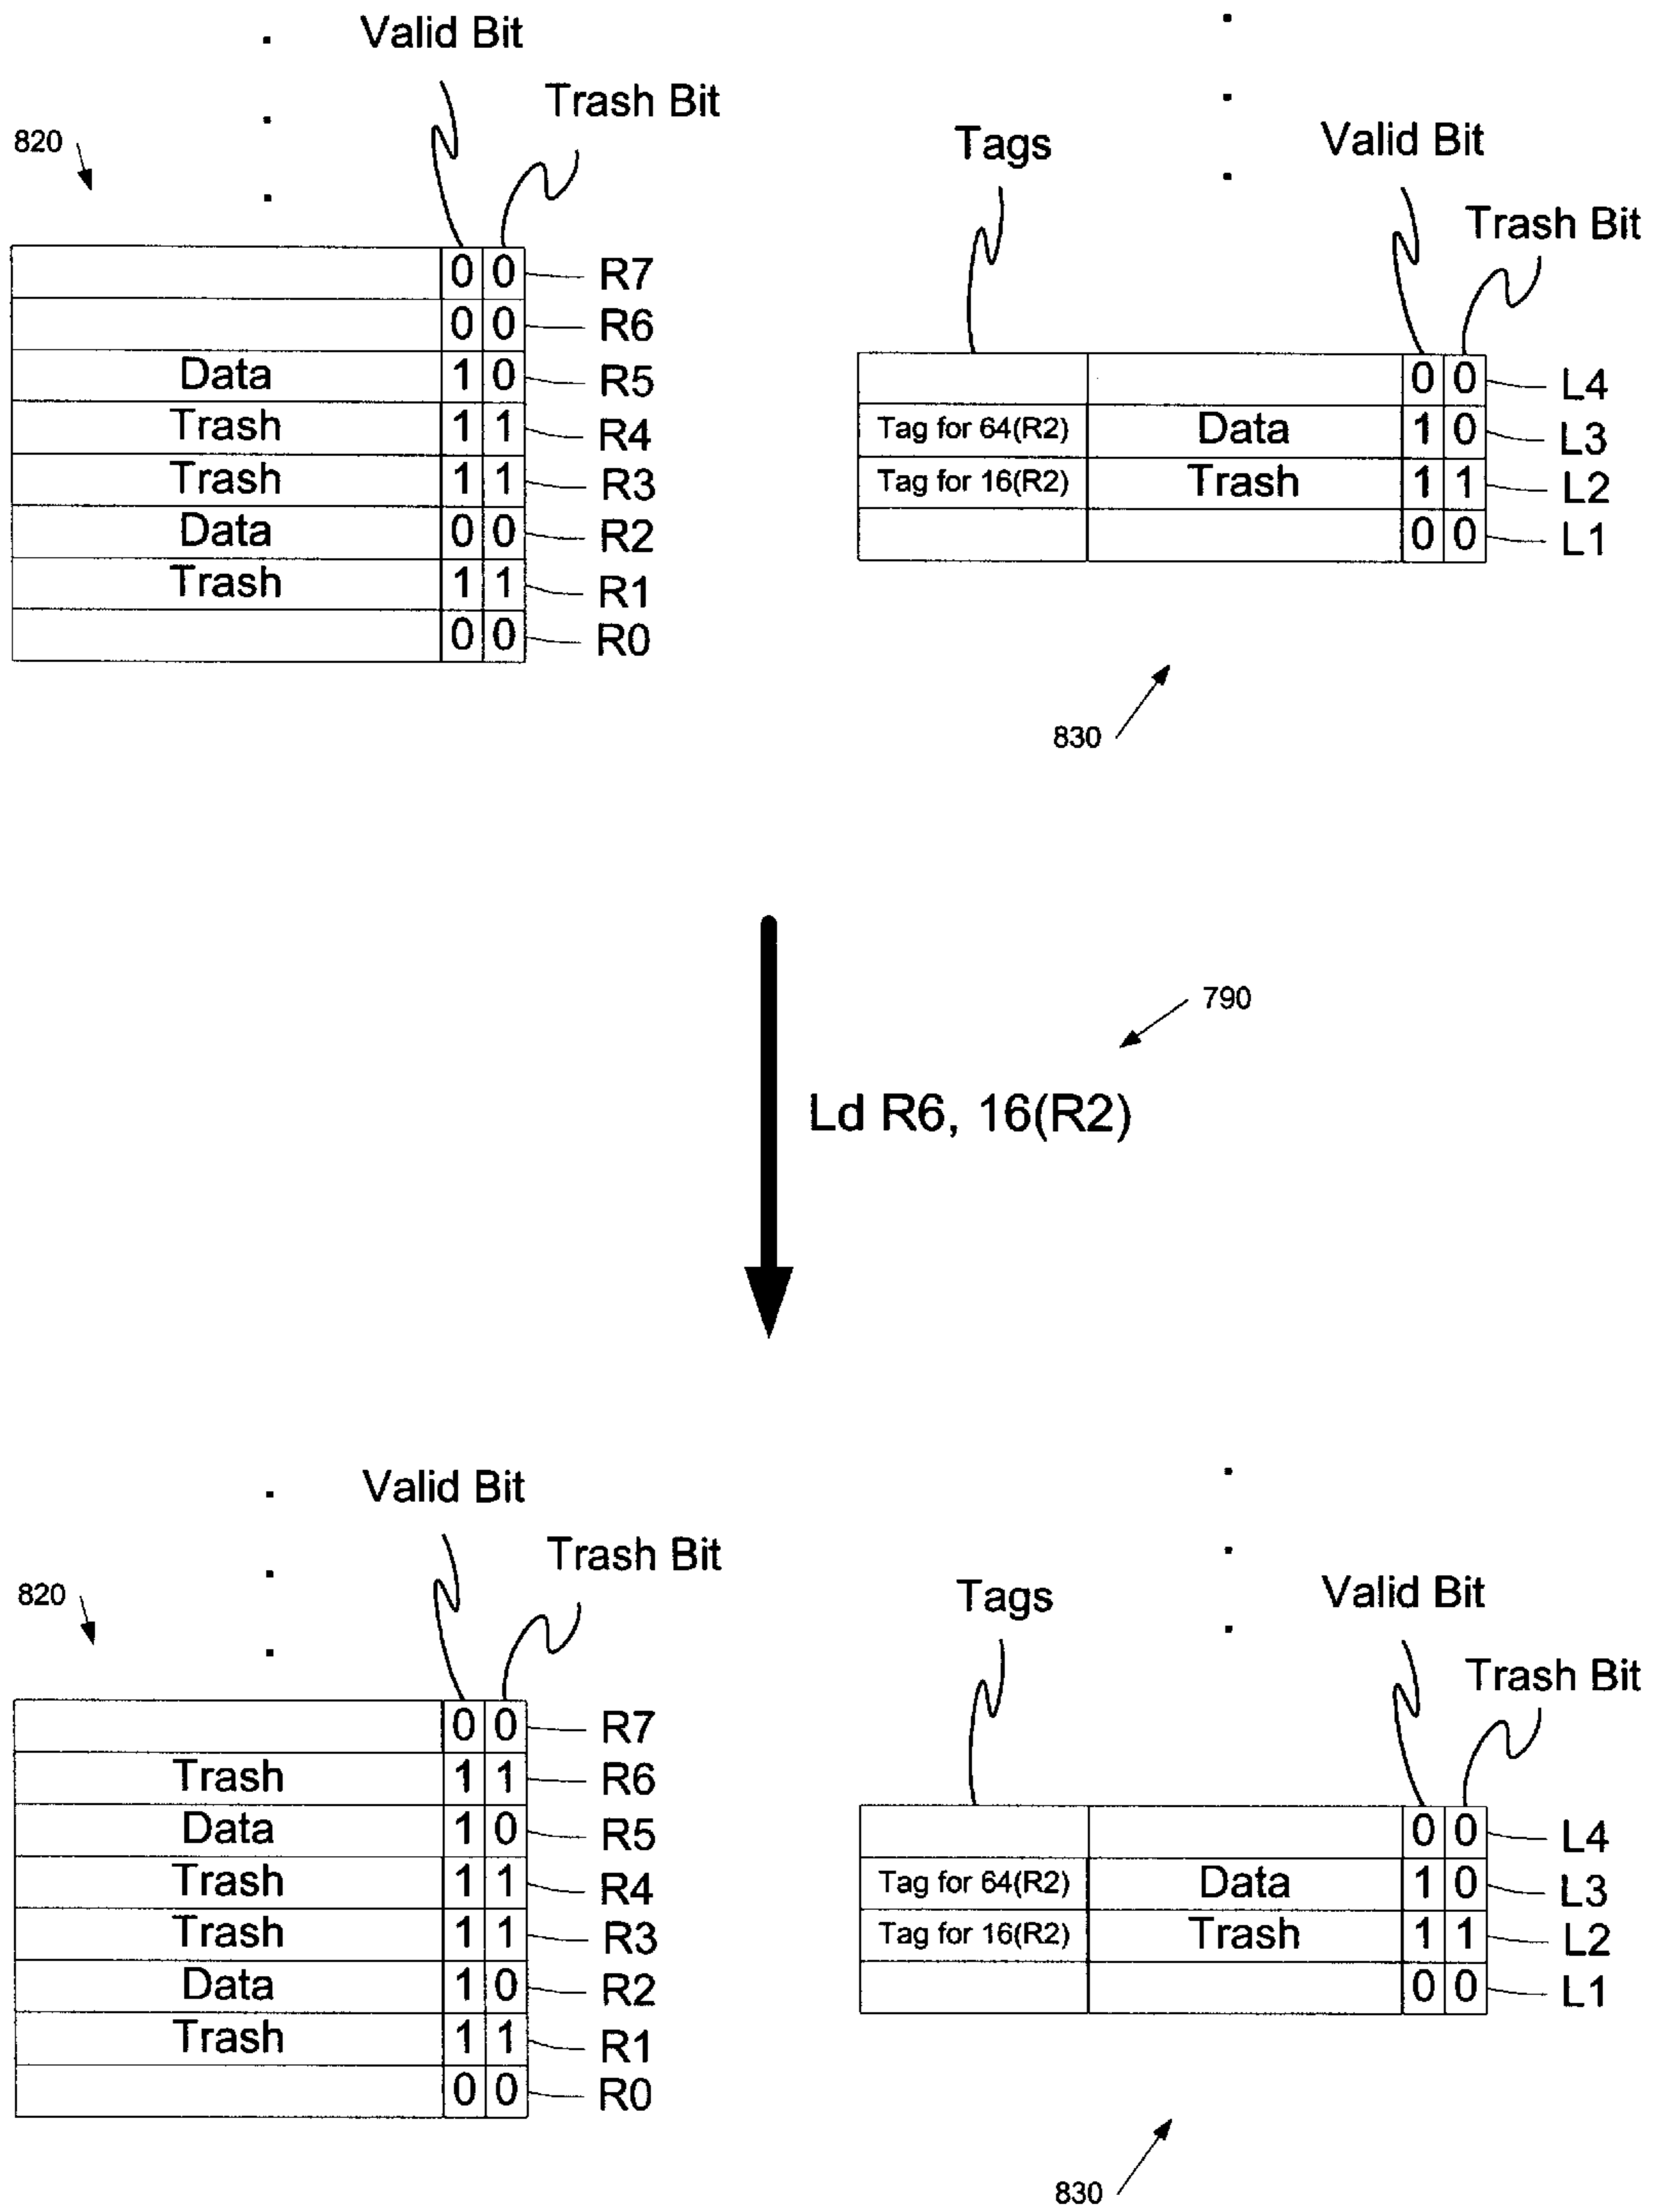 Valid Bit
Trash Bit
820
0 0 R7
0 0 R6
Data 1 0 R5
Trash 1 1 R4
Trash 1 1 R3
Data 0 0 R2
Trash 1 1 R1
0 0 R0
Tags
Valid Bit
Trash Bit
0 0 L4
Tag for 64(R2) Data 1 0 L3
Tag for 16(R2) Trash 1 1 L2
0 0 L1
830
790
Ld R6, 16(R2)
Valid Bit
Trash Bit
820
0 0 R7
Trash 1 1 R6
Data 1 0 R5
Trash 1 1 R4
Trash 1 1 R3
Data 1 0 R2
Trash 1 1 R1
0 0 R0
Tags
Valid Bit
Trash Bit
0 0 L4
Tag for 64(R2) Data 1 0 L3
Tag for 16(R2) Trash 1 1 L2
0 0 L1
830